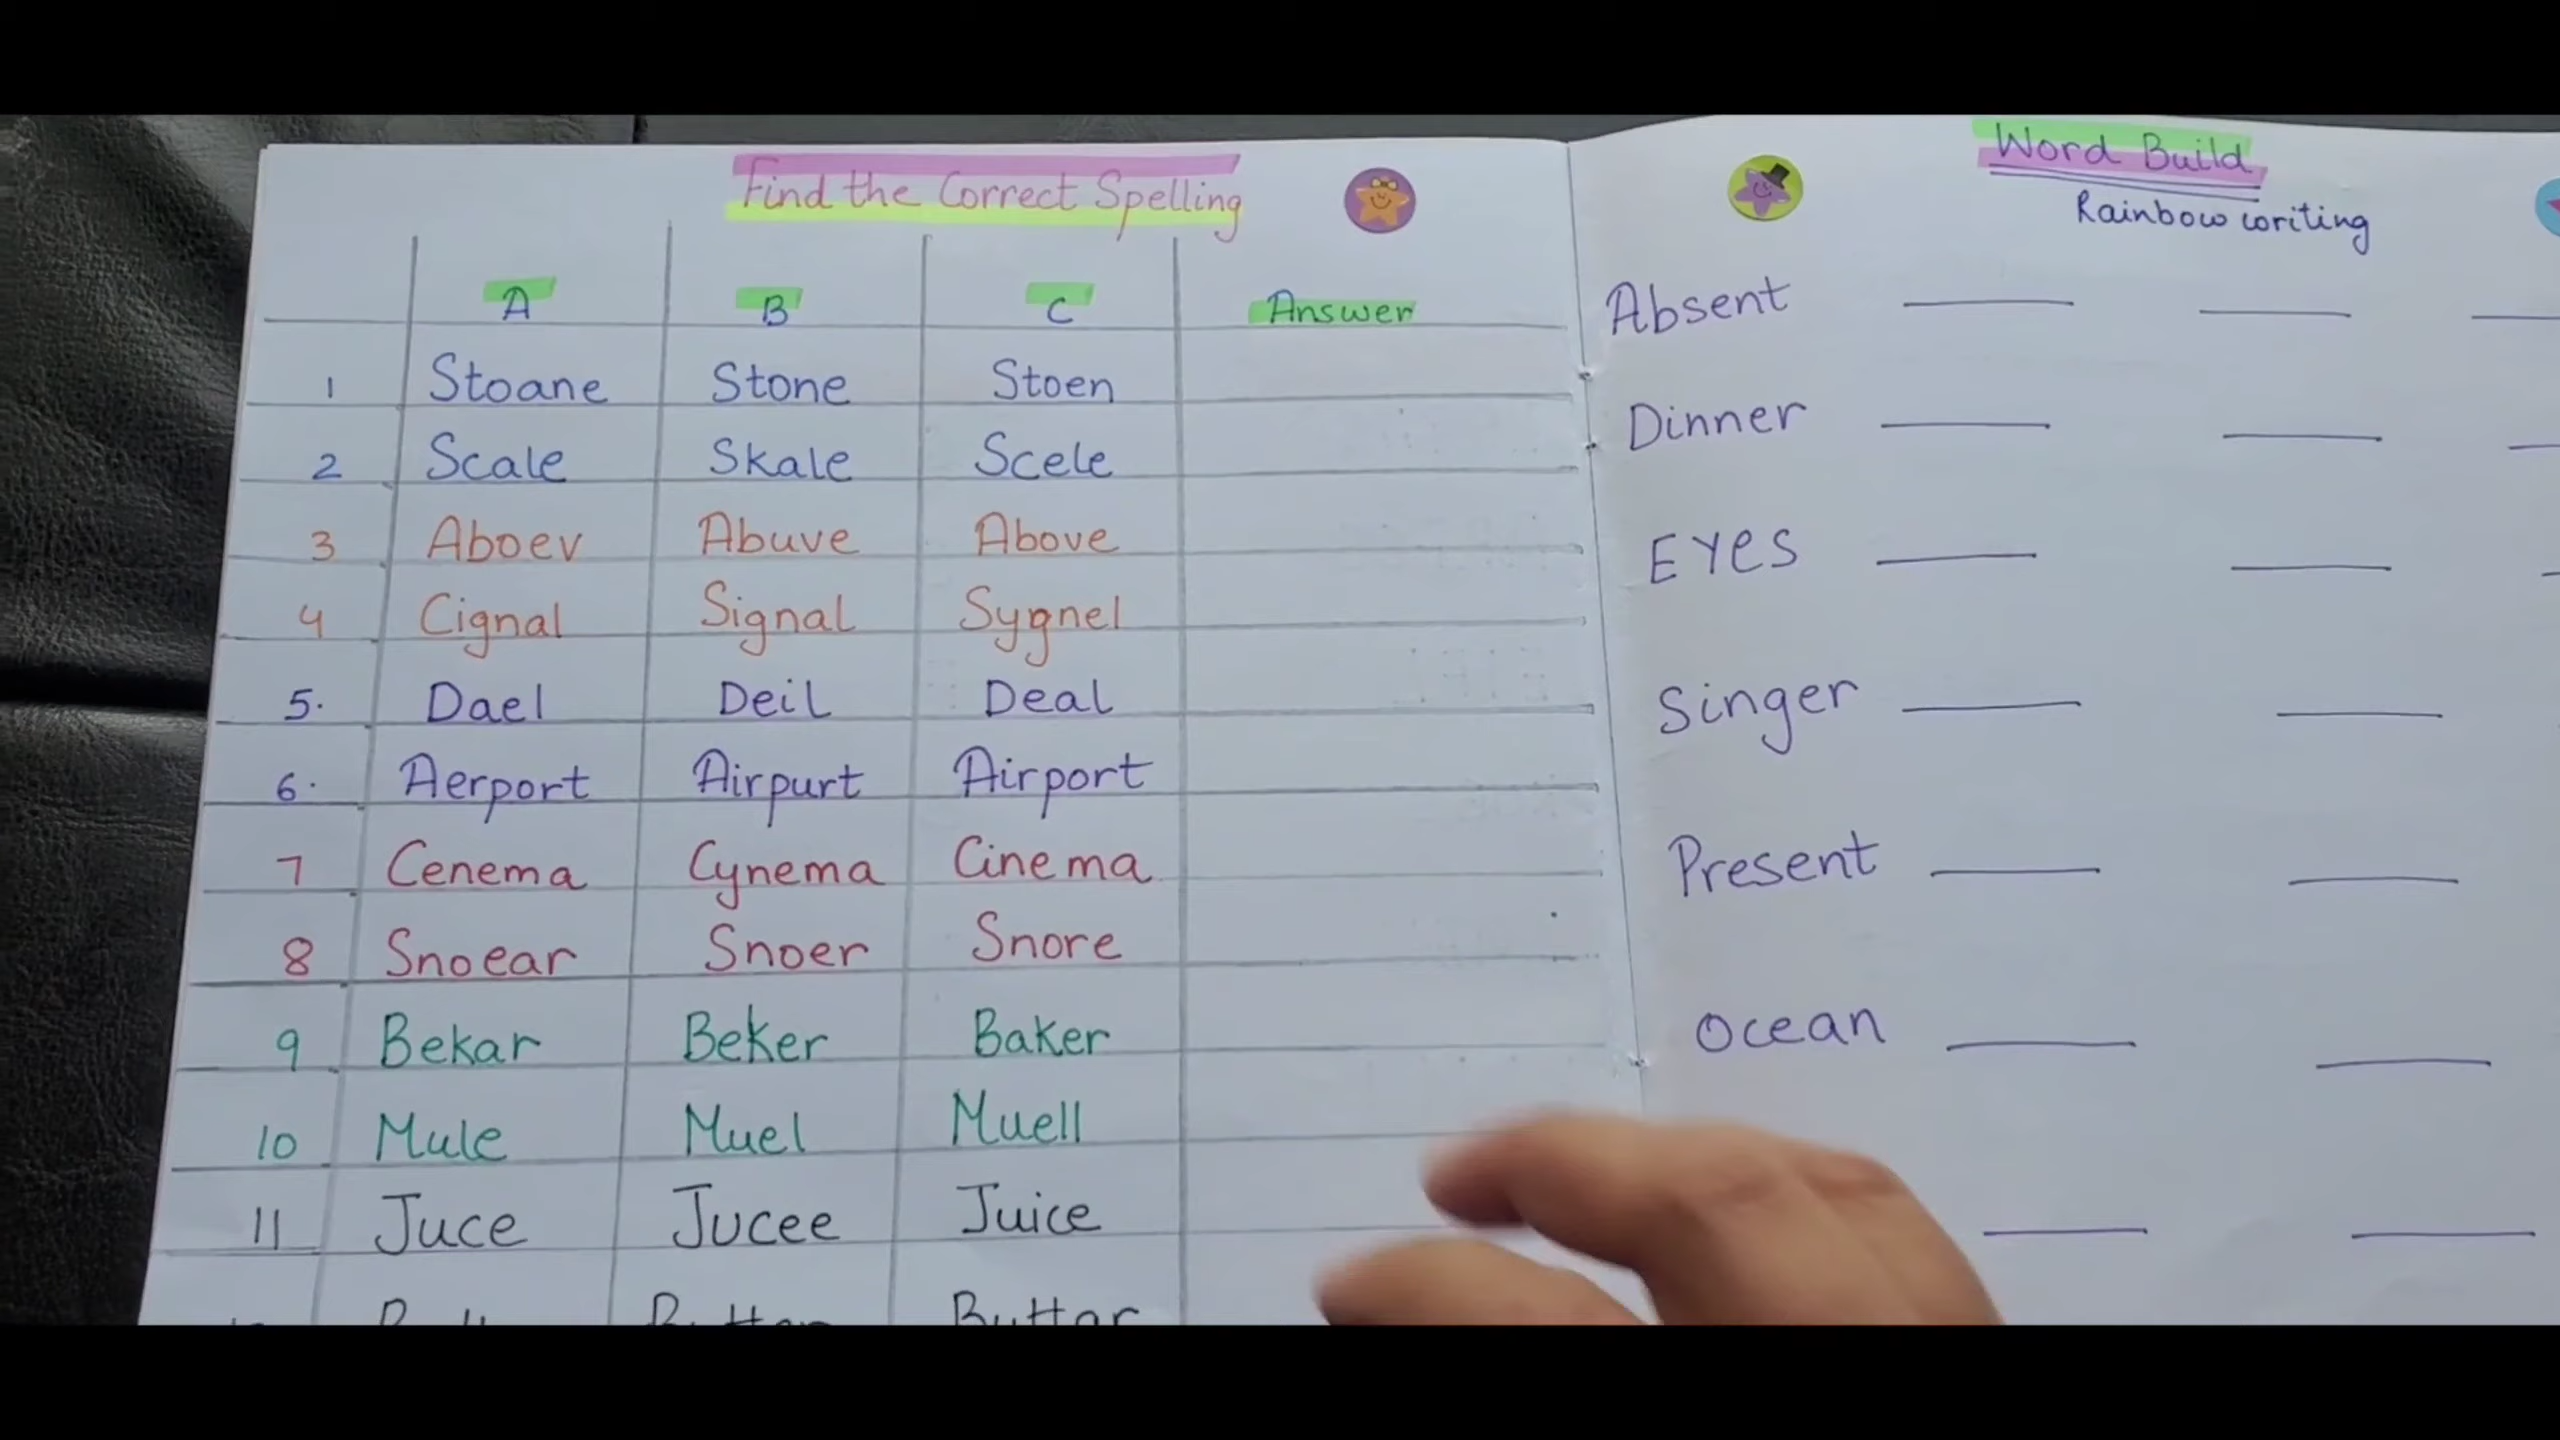 Find the Correct Spelling
A B C Answer
1 Stoane Stone Stoen
2 Scale Skale Scele
3 Aboev Abuve Above
4 Cignal Signal Sygnel
5. Dael Deil Deal
6. Aerport Airpurt Airport
7 Cenema Cynema Cinema
8 Snoear Snoer Snore
9 Bekar Beker Baker
10 Mule Muel Muell
11 Juce Jucee Juice
Word Build
Rainbow writing
Absent
Dinner
EYes
Singer
Present
Ocean